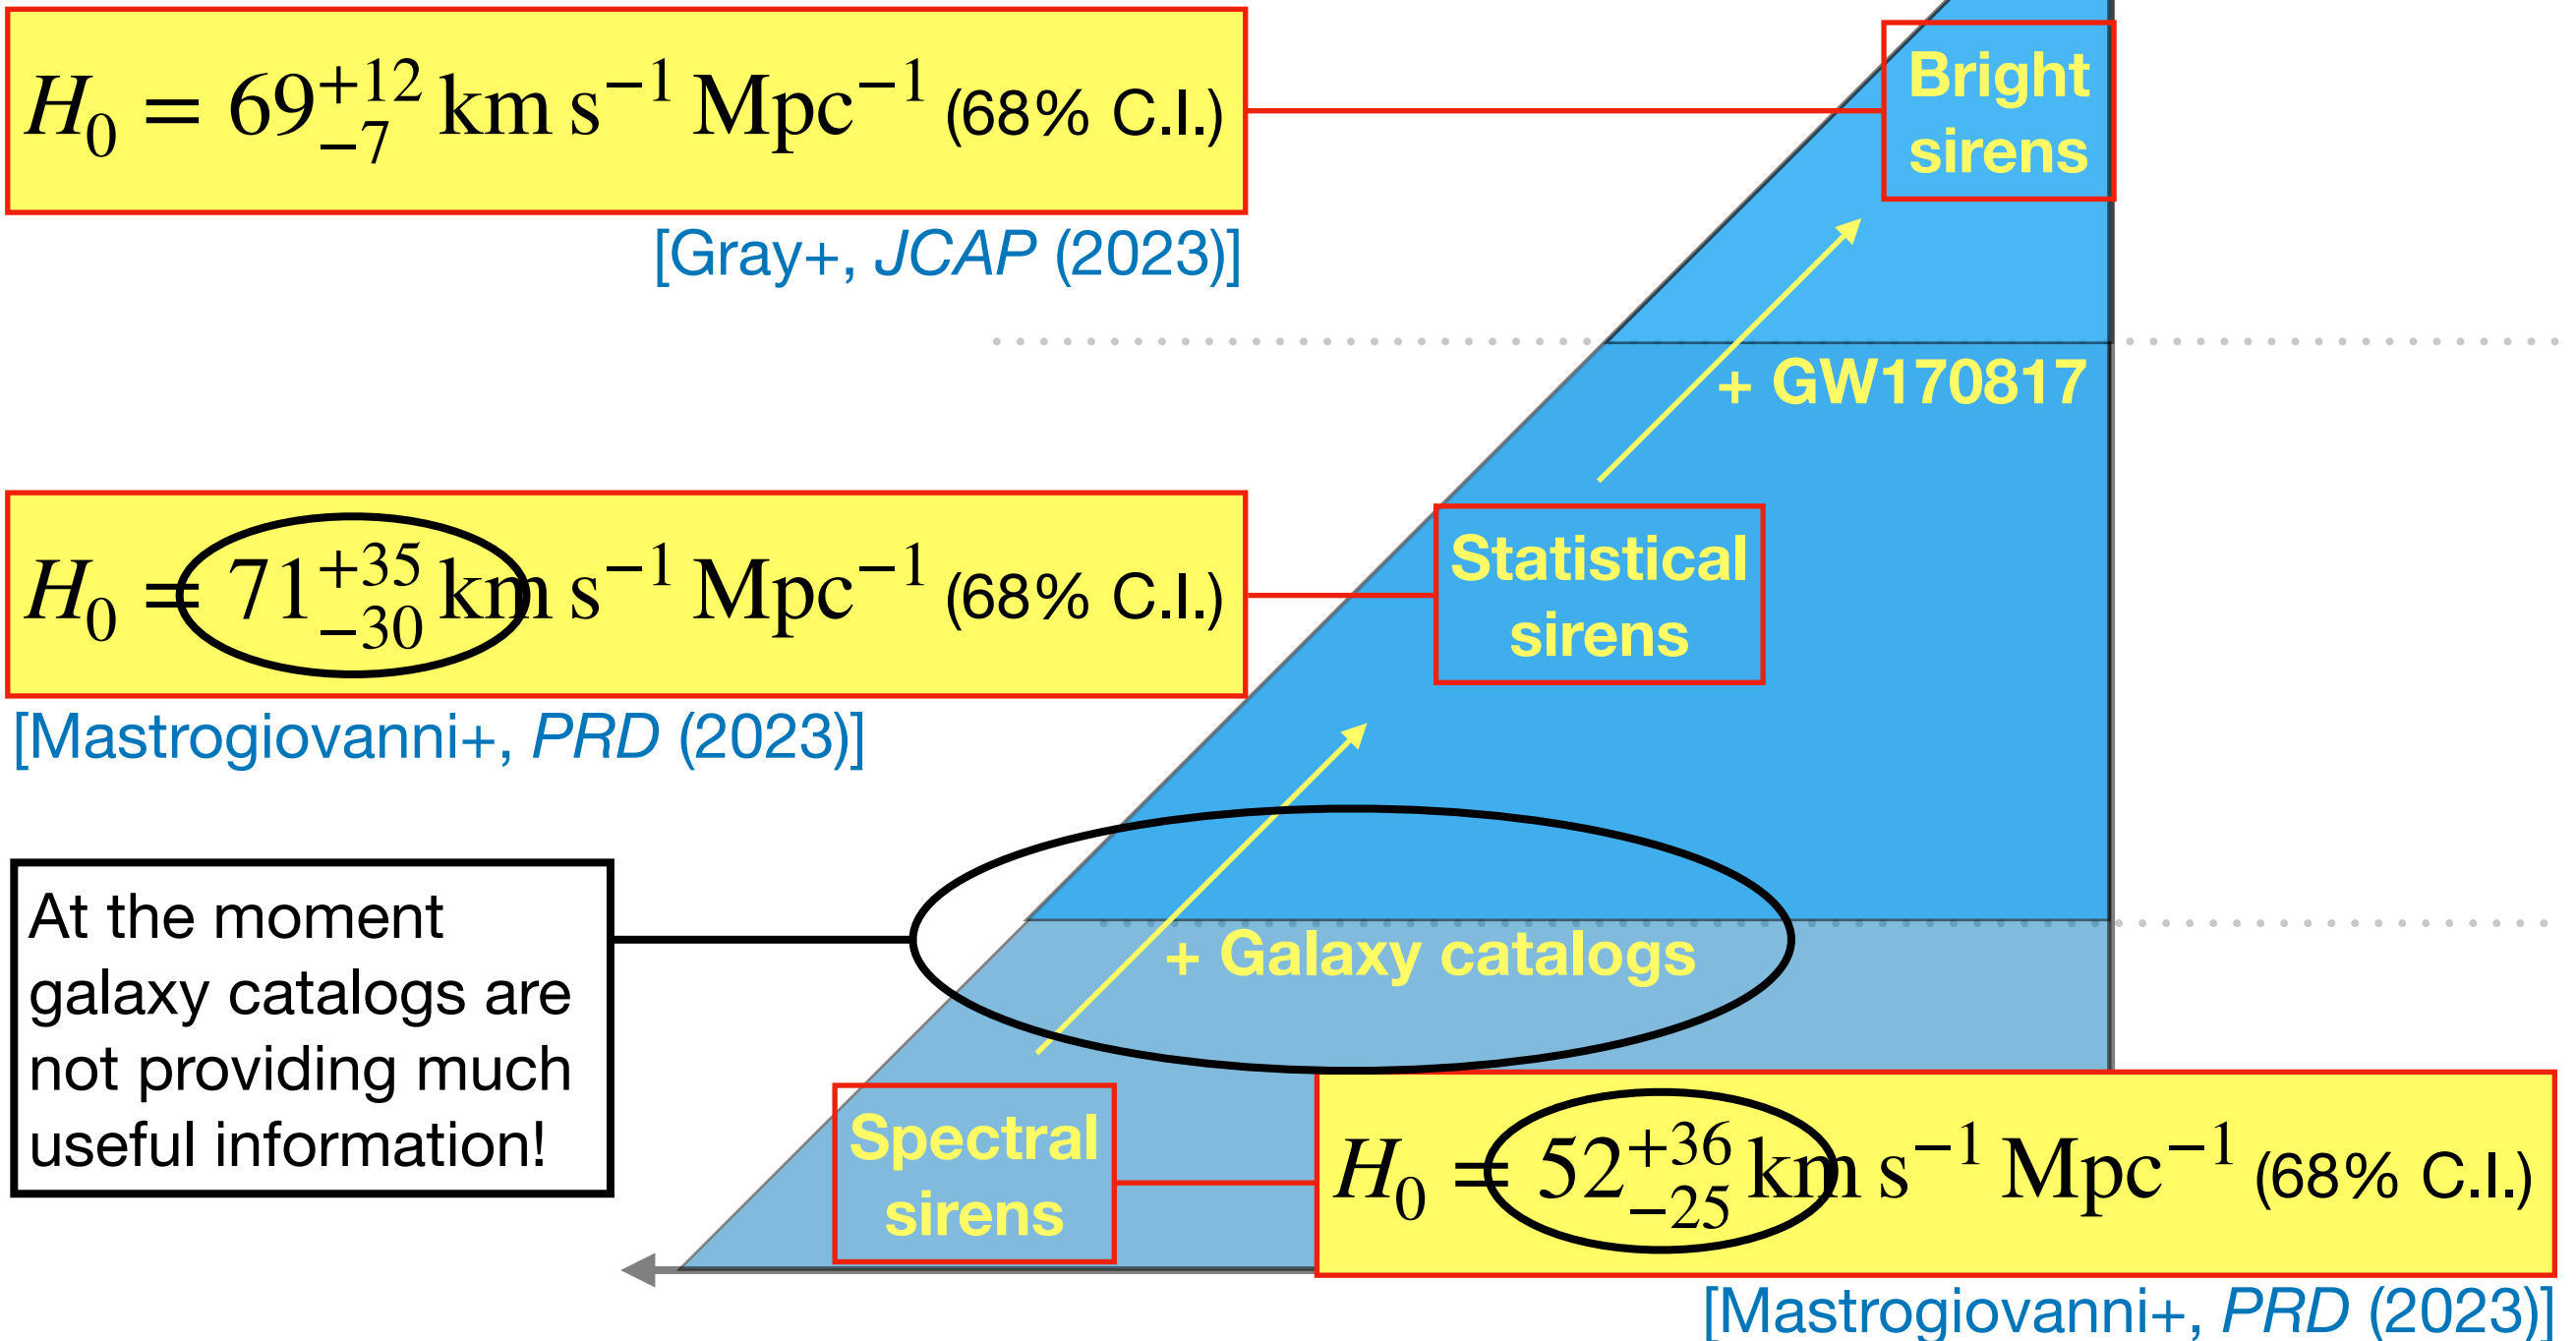 H₀ = 69⁺¹²₋₇ km s⁻¹ Mpc⁻¹ (68% C.I.)
[Gray+, JCAP (2023)]
Bright
sirens
+ GW170817
H₀ = 71⁺³⁵₋₃₀ km s⁻¹ Mpc⁻¹ (68% C.I.)
[Mastrogiovanni+, PRD (2023)]
Statistical
sirens
At the moment
galaxy catalogs are
not providing much
useful information!
+ Galaxy catalogs
Spectral
sirens
H₀ = 52⁺³⁶₋₂₅ km s⁻¹ Mpc⁻¹ (68% C.I.)
[Mastrogiovanni+, PRD (2023)]